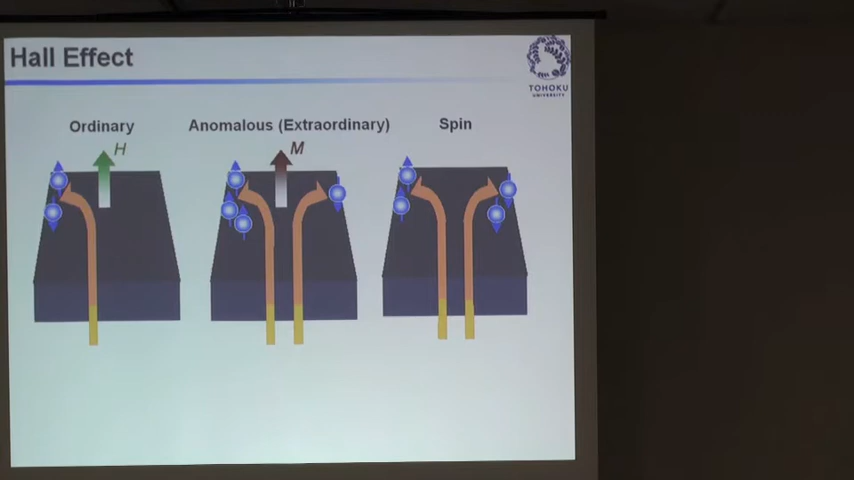 Hall Effect
TOHOKU
UNIVERSITY
Ordinary
Anomalous (Extraordinary)
Spin
H
M